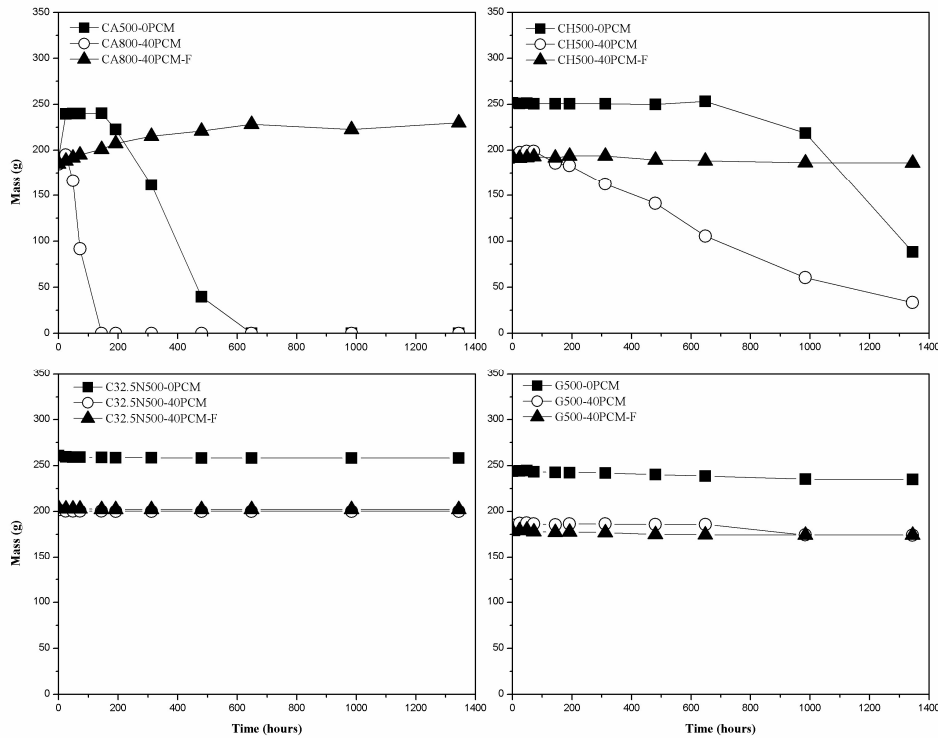 350
300
250
200
150
100
50
0
Mass (g)
CA500-0PCM
CA800-40PCM
CA800-40PCM-F
0 200 400 600 800 1000 1200 1400
350
300
250
200
150
100
50
0
CH500-0PCM
CH500-40PCM
CH500-40PCM-F
0 200 400 600 800 1000 1200 1400
350
300
250
200
150
100
50
0
Mass (g)
C32.5N500-0PCM
C32.5N500-40PCM
C32.5N500-40PCM-F
0 200 400 600 800 1000 1200 1400
Time (hours)
350
300
250
200
150
100
50
0
G500-0PCM
G500-40PCM
G500-40PCM-F
0 200 400 600 800 1000 1200 1400
Time (hours)